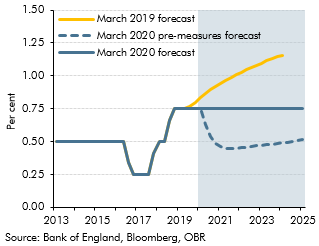 1.50
March 2019 forecast
March 2020 pre-measures forecast
1.25
March 2020 forecast
1.00
Per cent
0.75
0.50
0.25
0.00
2013 2015 2017 2019 2021 2023 2025
Source: Bank of England, Bloomberg, OBR